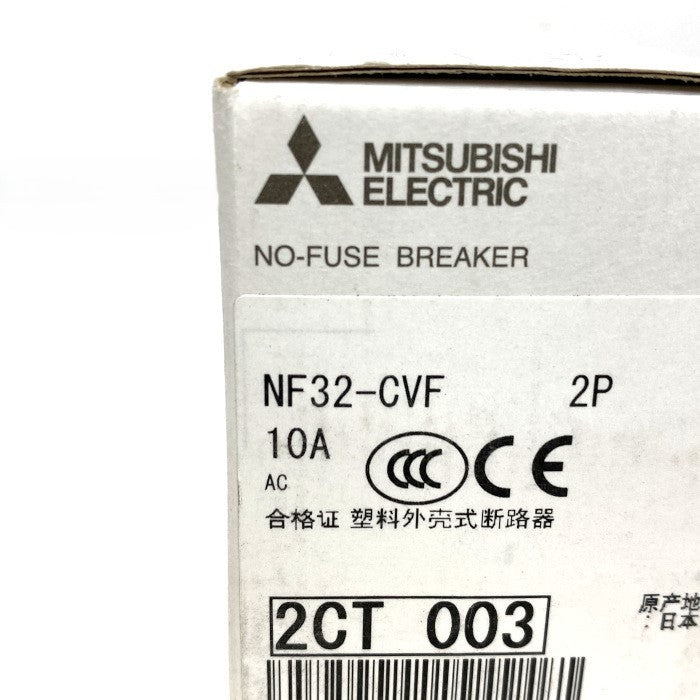 MITSUBISHI
ELECTRIC
NO-FUSE BREAKER
NF32-CVF 2P
10A CCC CE
AC
合格证 塑料外壳式断路器
2CT 003
原产地
:日本